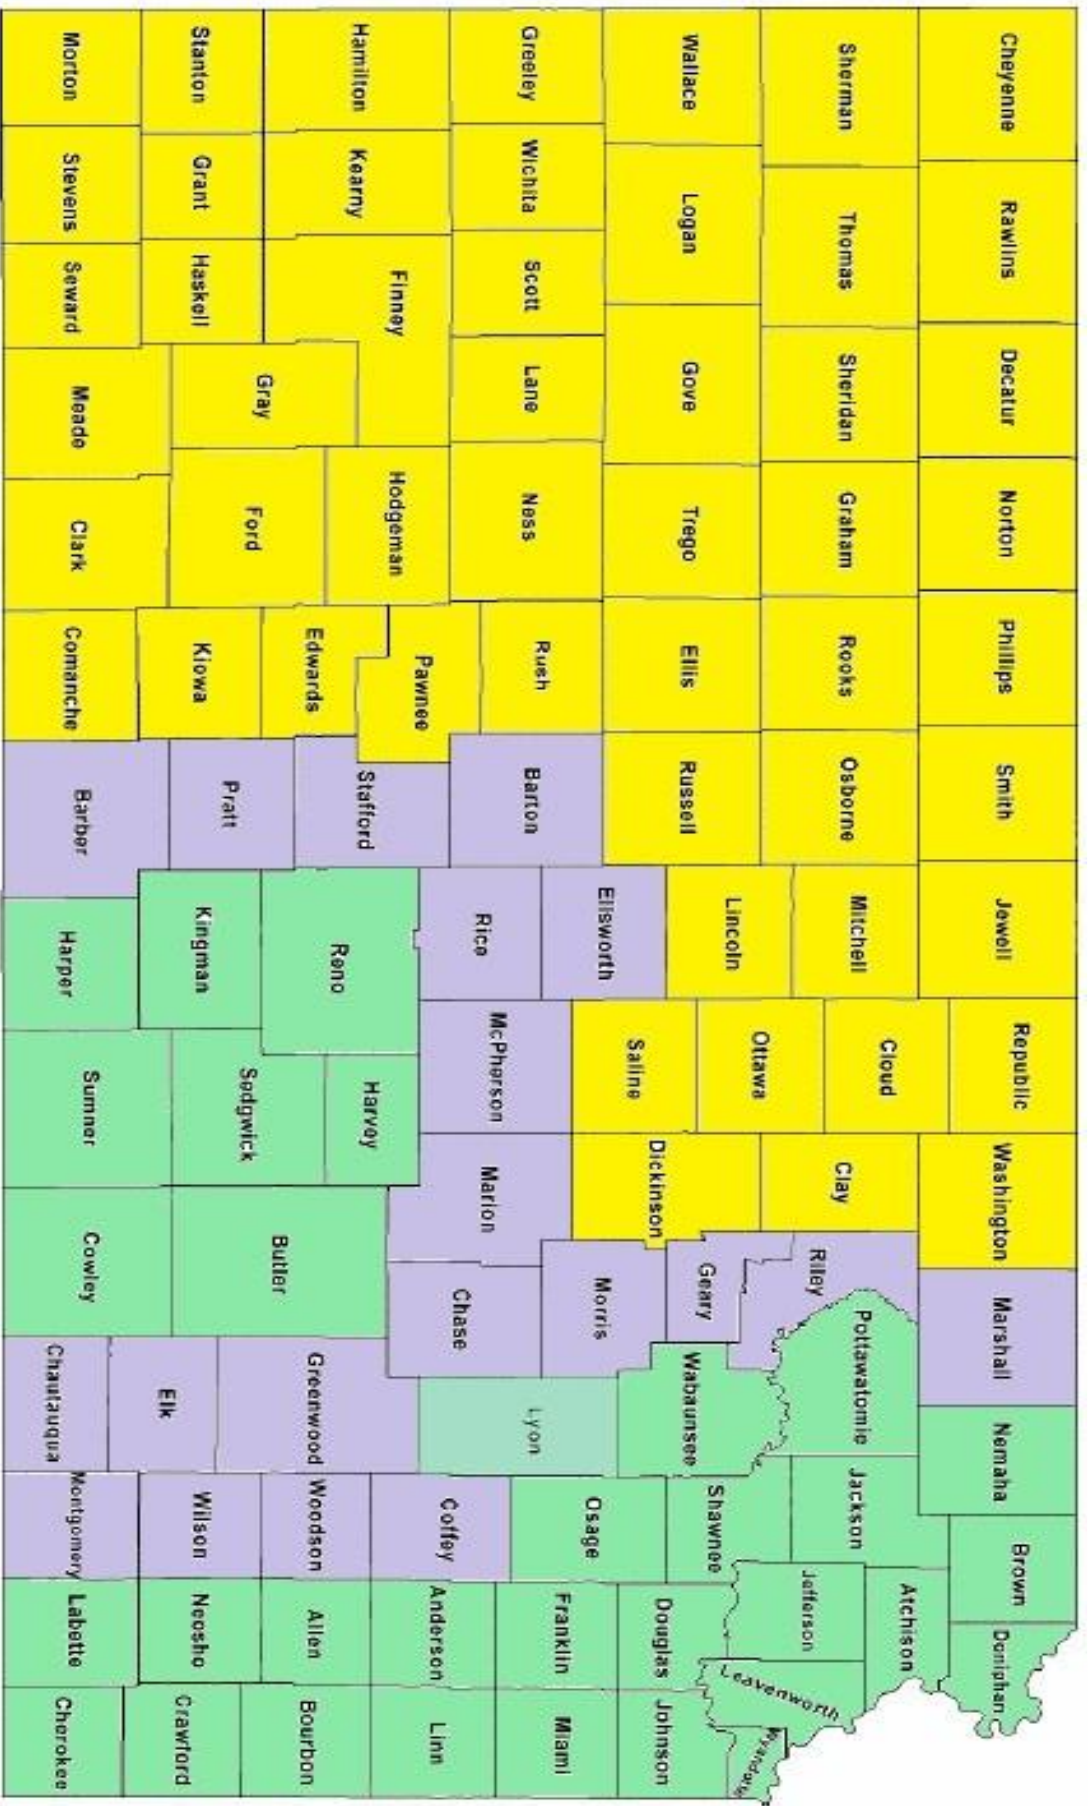 Cheyenne
Rawlins
Decatur
Norton
Phillips
Smith
Jewell
Republic
Washington
Marshall
Nemaha
Brown
Doniphan
Sherman
Thomas
Sheridan
Graham
Rooks
Osborne
Mitchell
Cloud
Clay
Riley
Pottawatomie
Jackson
Atchison
Jefferson
Leavenworth
Wyandotte
Wallace
Logan
Gove
Trego
Ellis
Russell
Lincoln
Ottawa
Saline
Dickinson
Geary
Wabaunsee
Shawnee
Douglas
Johnson
Greeley
Wichita
Scott
Lane
Ness
Rush
Barton
Ellsworth
Rice
McPherson
Marion
Morris
Chase
Lyon
Osage
Franklin
Miami
Hamilton
Kearny
Finney
Hodgeman
Pawnee
Stafford
Reno
Harvey
Butler
Greenwood
Coffey
Anderson
Linn
Stanton
Grant
Haskell
Gray
Ford
Edwards
Kiowa
Pratt
Kingman
Sedgwick
Elk
Woodson
Wilson
Allen
Neosho
Bourbon
Crawford
Morton
Stevens
Seward
Meade
Clark
Comanche
Barber
Harper
Sumner
Cowley
Chautauqua
Montgomery
Labette
Cherokee